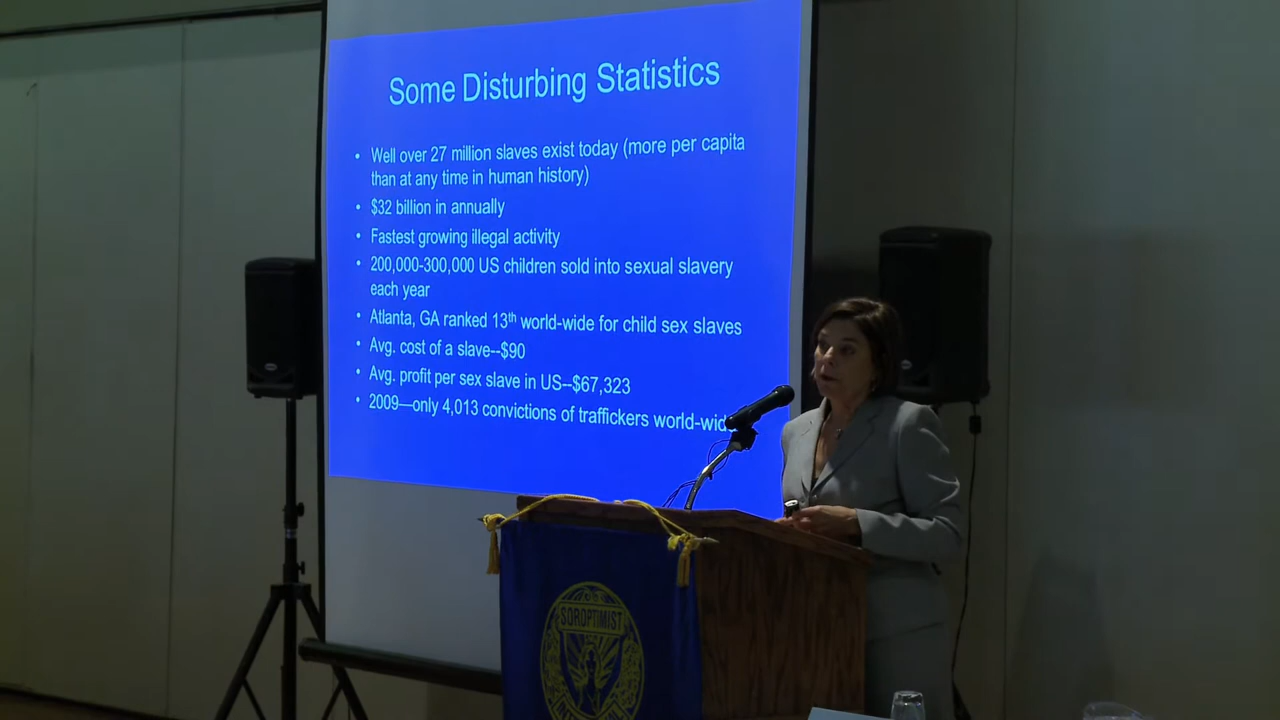 Some Disturbing Statistics
• Well over 27 million slaves exist today (more per capita
than at any time in human history)
• $32 billion in annually
• Fastest growing illegal activity
• 200,000-300,000 US children sold into sexual slavery
each year
• Atlanta, GA ranked 13th world-wide for child sex slaves
• Avg. cost of a slave--$90
• Avg. profit per sex slave in US--$67,323
• 2009—only 4,013 convictions of traffickers world-wid
SOROPTIMIST